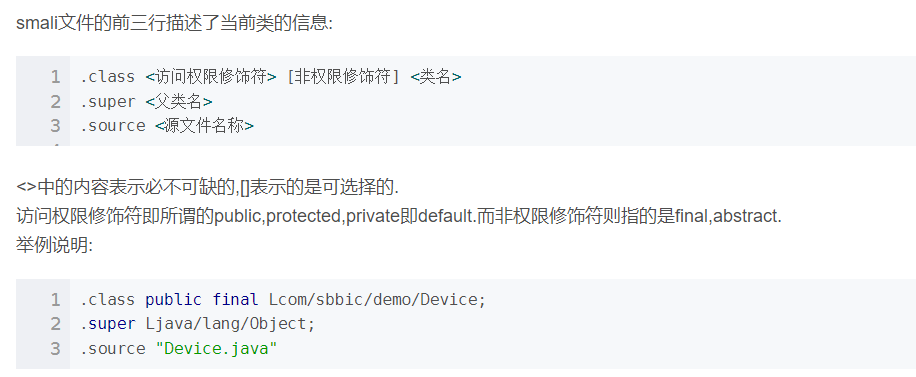 smali文件的前三行描述了当前类的信息:
1 .class <访问权限修饰符> [非权限修饰符] <类名>
2 .super <父类名>
3 .source <源文件名称>
<>中的内容表示必不可缺的,[]表示的是可选择的.
访问权限修饰符即所谓的public,protected,private即default.而非权限修饰符则指的是final,abstract.
举例说明:
1 .class public final Lcom/sbbic/demo/Device;
2 .super Ljava/lang/Object;
3 .source "Device.java"